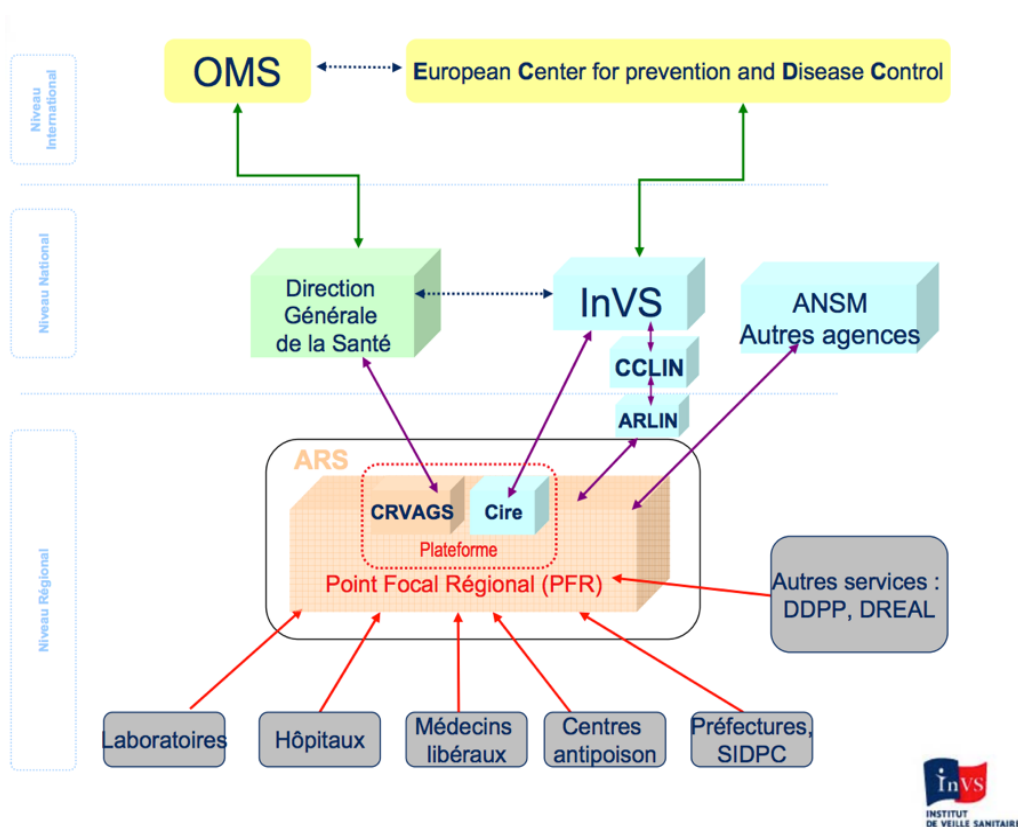 Niveau
International
OMS
European Center for prevention and Disease Control
Niveau National
Direction
Générale
de la Santé
InVS
ANSM
Autres agences
CCLIN
ARLIN
Niveau Régional
ARS
CRVAGS
Cire
Plateforme
Point Focal Régional (PFR)
Autres services :
DDPP, DREAL
Laboratoires
Hôpitaux
Médecins
libéraux
Centres
antipoison
Préfectures,
SIDPC
InVS
INSTITUT
DE VEILLE SANITAIRE